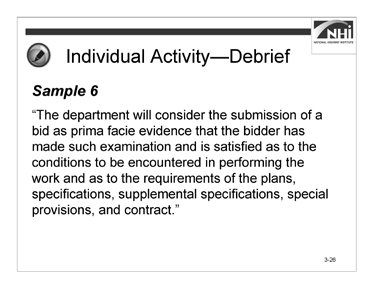 NHI
NATIONAL HIGHWAY INSTITUTE
Individual Activity—Debrief
Sample 6
“The department will consider the submission of a
bid as prima facie evidence that the bidder has
made such examination and is satisfied as to the
conditions to be encountered in performing the
work and as to the requirements of the plans,
specifications, supplemental specifications, special
provisions, and contract.”
3-26